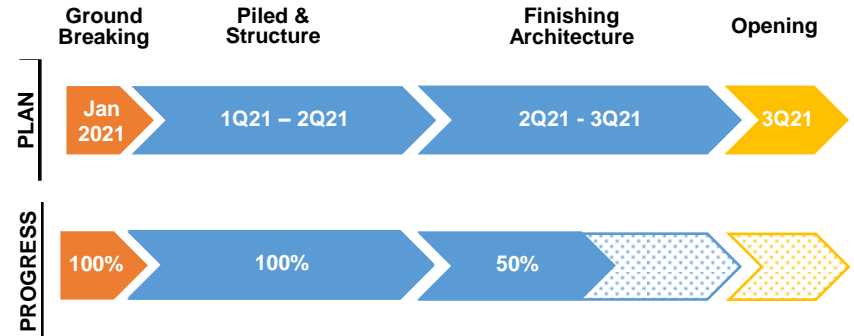 Ground
Breaking
Piled &
Structure
Finishing
Architecture
Opening
PLAN
Jan
2021
1Q21 – 2Q21
2Q21 - 3Q21
3Q21
PROGRESS
100%
100%
50%